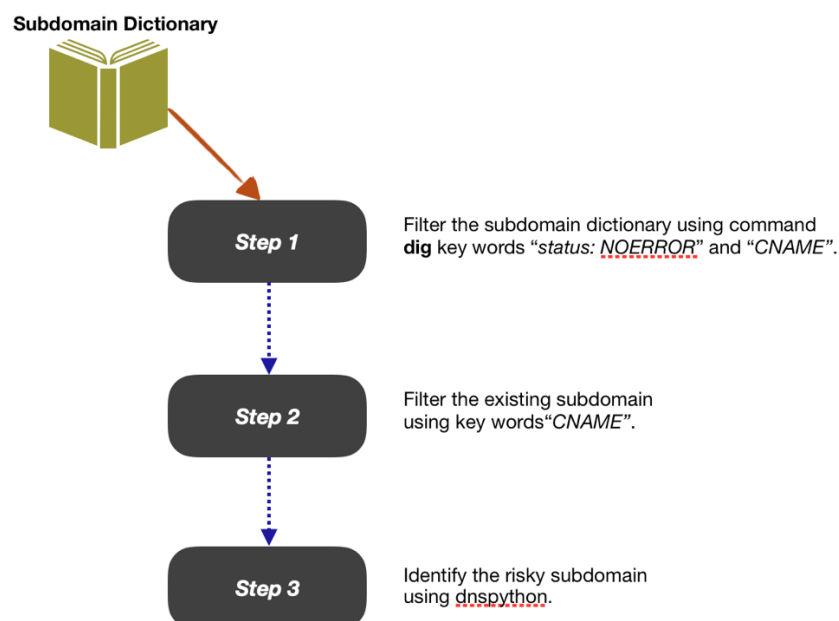 Subdomain Dictionary
Step 1
Filter the subdomain dictionary using command
dig key words “status: NOERROR” and “CNAME”.
Step 2
Filter the existing subdomain
using key words“CNAME”.
Step 3
Identify the risky subdomain
using dnspython.